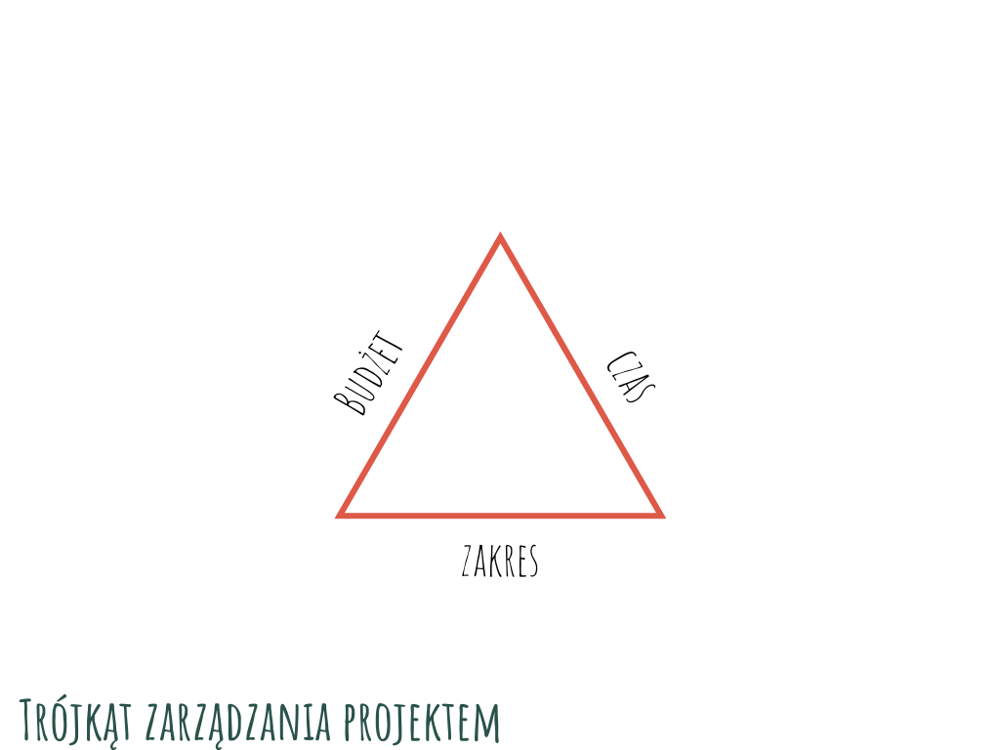 Budżet
czas
zakres
Trójkąt zarządzania projektem